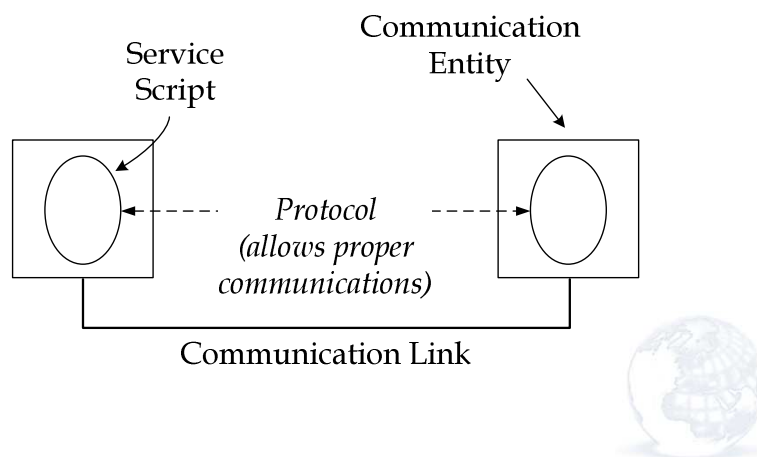 Service
Script
Communication
Entity
Protocol
(allows proper
communications)
Communication Link